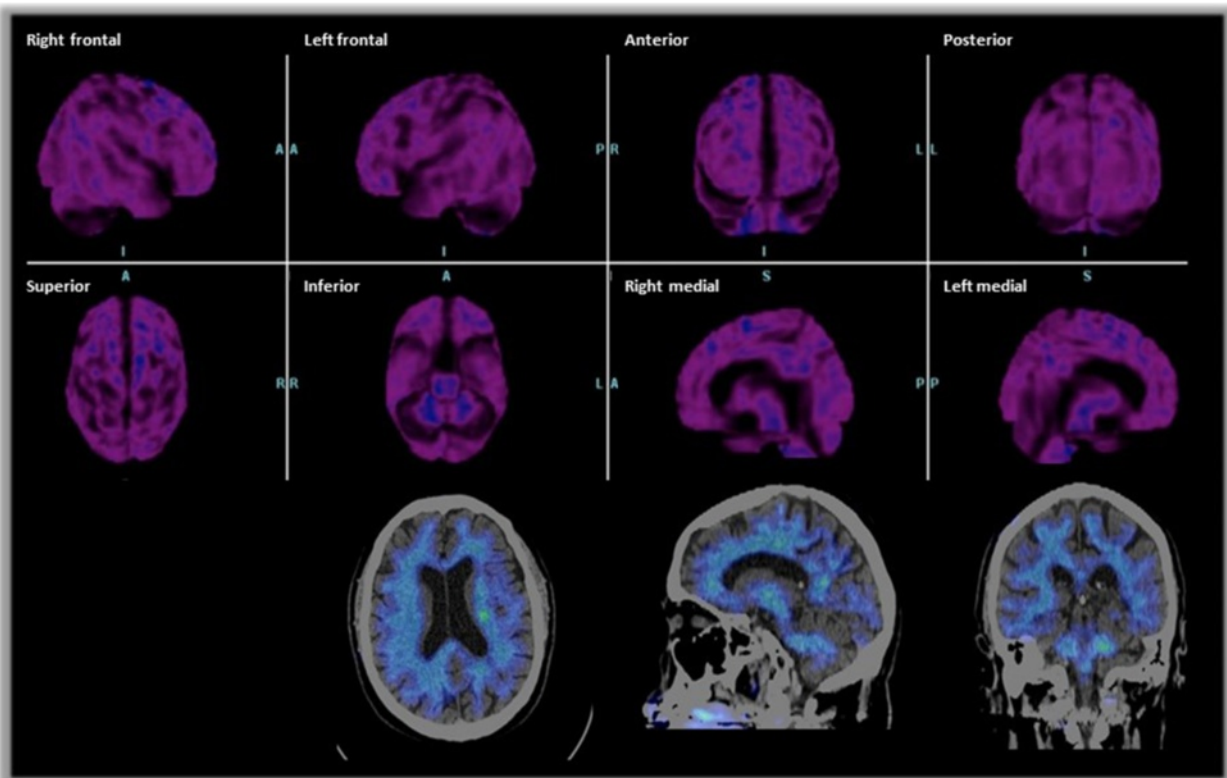 Right frontal
Left frontal
Anterior
Posterior
A A
P R
L L
I
I
I
I
Superior
A
Inferior
A
Right medial
S
Left medial
S
R R
L A
P P